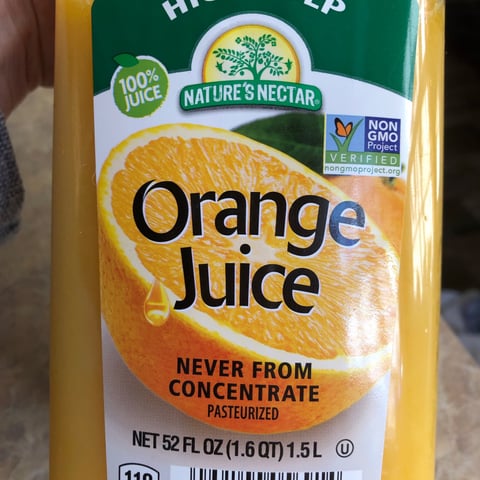 100%
JUICE
NATURE'S NECTAR®
NON
GMO
Project
VERIFIED
nongmoproject.org
Orange
Juice
NEVER FROM
CONCENTRATE
PASTEURIZED
NET 52 FL OZ (1.6 QT) 1.5 L U
110